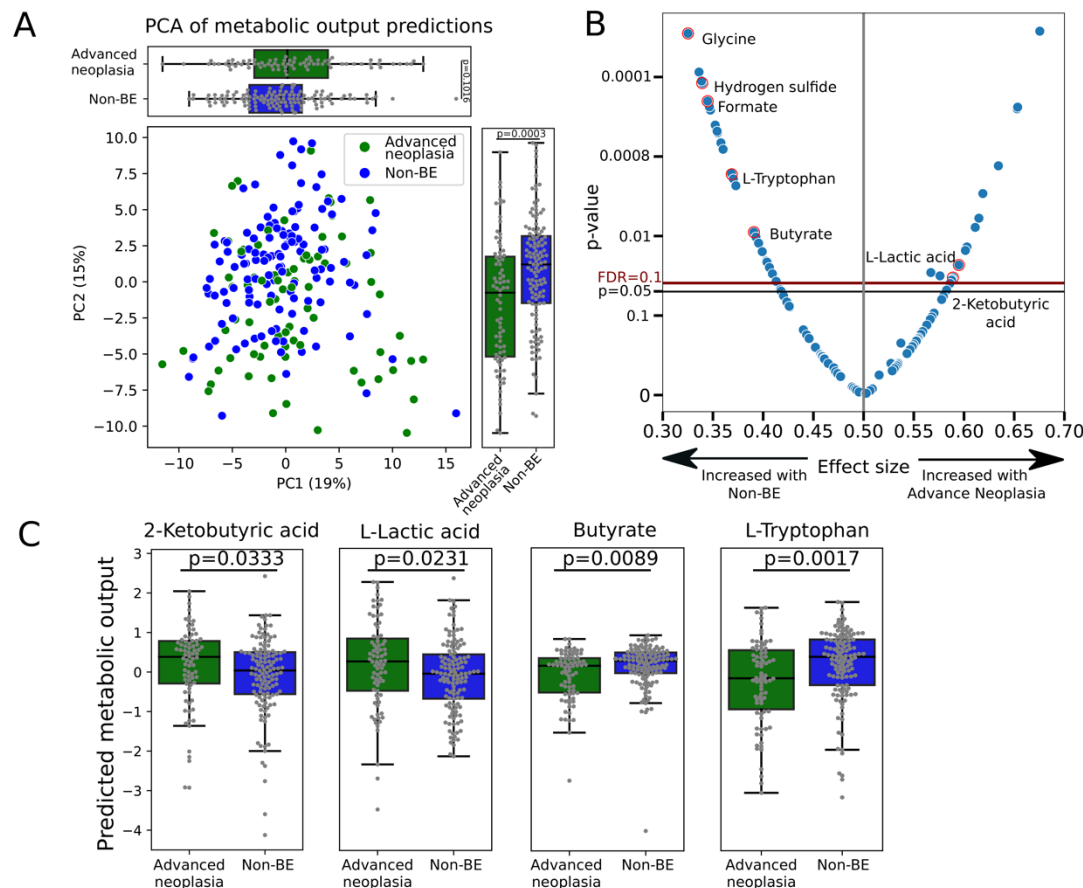 A
PCA of metabolic output predictions
Advanced
neoplasia
Non-BE
p=0.1016
10.0
7.5
5.0
2.5
0.0
−2.5
−5.0
−7.5
−10.0
PC2 (15%)
Advanced
neoplasia
Non-BE
−10
−5
0
5
10
15
PC1 (19%)
p=0.0003
Advanced
neoplasia
Non-BE
B
Glycine
Hydrogen sulfide
Formate
L-Tryptophan
Butyrate
L-Lactic acid
2-Ketobutyric
acid
p-value
0.0001
0.0008
0.01
FDR=0.1
p=0.05
0.1
0
0.30
0.35
0.40
0.45
0.50
0.55
0.60
0.65
0.70
Effect size
Increased with
Non-BE
Increased with
Advance Neoplasia
C
2-Ketobutyric acid
L-Lactic acid
Butyrate
L-Tryptophan
p=0.0333
p=0.0231
p=0.0089
p=0.0017
Predicted metabolic output
3
2
1
0
−1
−2
−3
−4
Advanced
neoplasia
Non-BE
Advanced
neoplasia
Non-BE
Advanced
neoplasia
Non-BE
Advanced
neoplasia
Non-BE